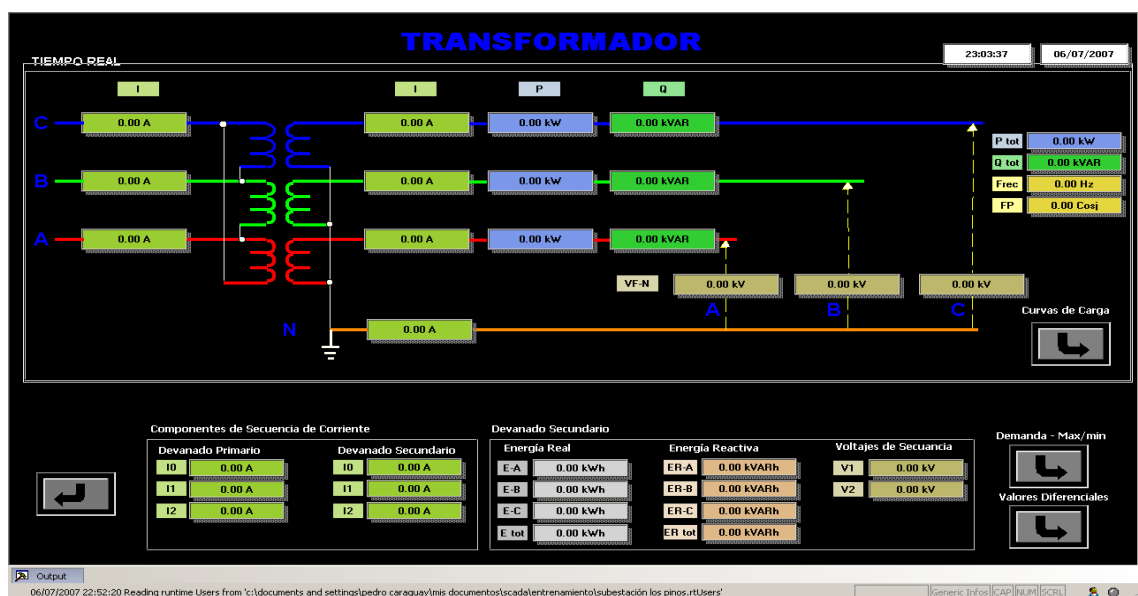 TRANSFORMADOR
23:03:37 06/07/2007
TIEMPO REAL
I I P Q
C 0.00 A 0.00 A 0.00 kW 0.00 kVAR
P tot 0.00 kW
Q tot 0.00 kVAR
B 0.00 A 0.00 A 0.00 kW 0.00 kVAR
Frec 0.00 Hz
FP 0.00 Cosj
A 0.00 A 0.00 A 0.00 kW 0.00 kVAR
VF-N 0.00 kV 0.00 kV 0.00 kV
A B C
Curvas de Carga
N 0.00 A
Componentes de Secuencia de Corriente
Devanado Primario Devanado Secundario
I0 0.00 A I0 0.00 A
I1 0.00 A I1 0.00 A
I2 0.00 A I2 0.00 A
Devanado Secundario
Energía Real Energía Reactiva Voltajes de Secuancia
E-A 0.00 kWh ER-A 0.00 kVARh V1 0.00 kV
E-B 0.00 kWh ER-B 0.00 kVARh V2 0.00 kV
E-C 0.00 kWh ER-C 0.00 kVARh
E tot 0.00 kWh ER tot 0.00 kVARh
Demanda - Max/min
Valores Diferenciales
Output
06/07/2007 22:52:20 Reading runtime Users from 'c:\documents and settings\pedro caraguay\mis documentos\scada\entrenamiento\subestación los pinos.rtUsers'
Generic Infos CAP NUM SCRL